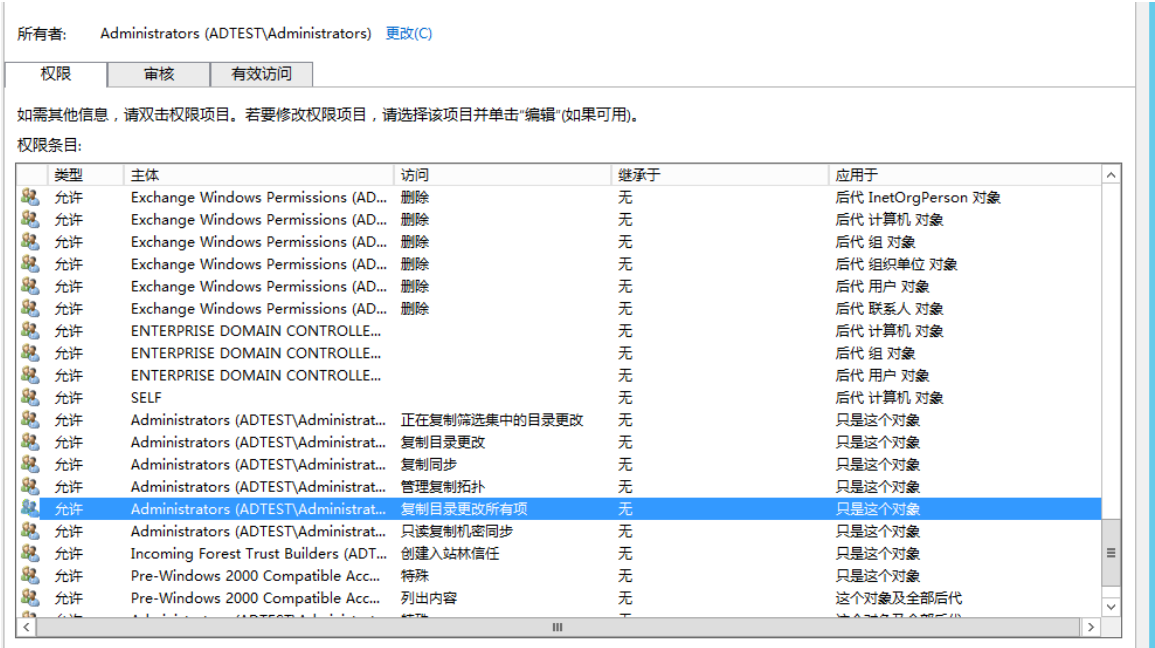 所有者: Administrators (ADTEST\Administrators) 更改(C)
权限 审核 有效访问
如需其他信息，请双击权限项目。若要修改权限项目，请选择该项目并单击"编辑"(如果可用)。
权限条目:
类型 主体 访问 继承于 应用于
允许 Exchange Windows Permissions (AD... 删除 无 后代 InetOrgPerson 对象
允许 Exchange Windows Permissions (AD... 删除 无 后代 计算机 对象
允许 Exchange Windows Permissions (AD... 删除 无 后代 组 对象
允许 Exchange Windows Permissions (AD... 删除 无 后代 组织单位 对象
允许 Exchange Windows Permissions (AD... 删除 无 后代 用户 对象
允许 Exchange Windows Permissions (AD... 删除 无 后代 联系人 对象
允许 ENTERPRISE DOMAIN CONTROLLE... 无 后代 计算机 对象
允许 ENTERPRISE DOMAIN CONTROLLE... 无 后代 组 对象
允许 ENTERPRISE DOMAIN CONTROLLE... 无 后代 用户 对象
允许 SELF 无 后代 计算机 对象
允许 Administrators (ADTEST\Administrat... 正在复制筛选集中的目录更改 无 只是这个对象
允许 Administrators (ADTEST\Administrat... 复制目录更改 无 只是这个对象
允许 Administrators (ADTEST\Administrat... 复制同步 无 只是这个对象
允许 Administrators (ADTEST\Administrat... 管理复制拓扑 无 只是这个对象
允许 Administrators (ADTEST\Administrat... 复制目录更改所有项 无 只是这个对象
允许 Administrators (ADTEST\Administrat... 只读复制机密同步 无 只是这个对象
允许 Incoming Forest Trust Builders (ADT... 创建入站林信任 无 只是这个对象
允许 Pre-Windows 2000 Compatible Acc... 特殊 无 只是这个对象
允许 Pre-Windows 2000 Compatible Acc... 列出内容 无 这个对象及全部后代